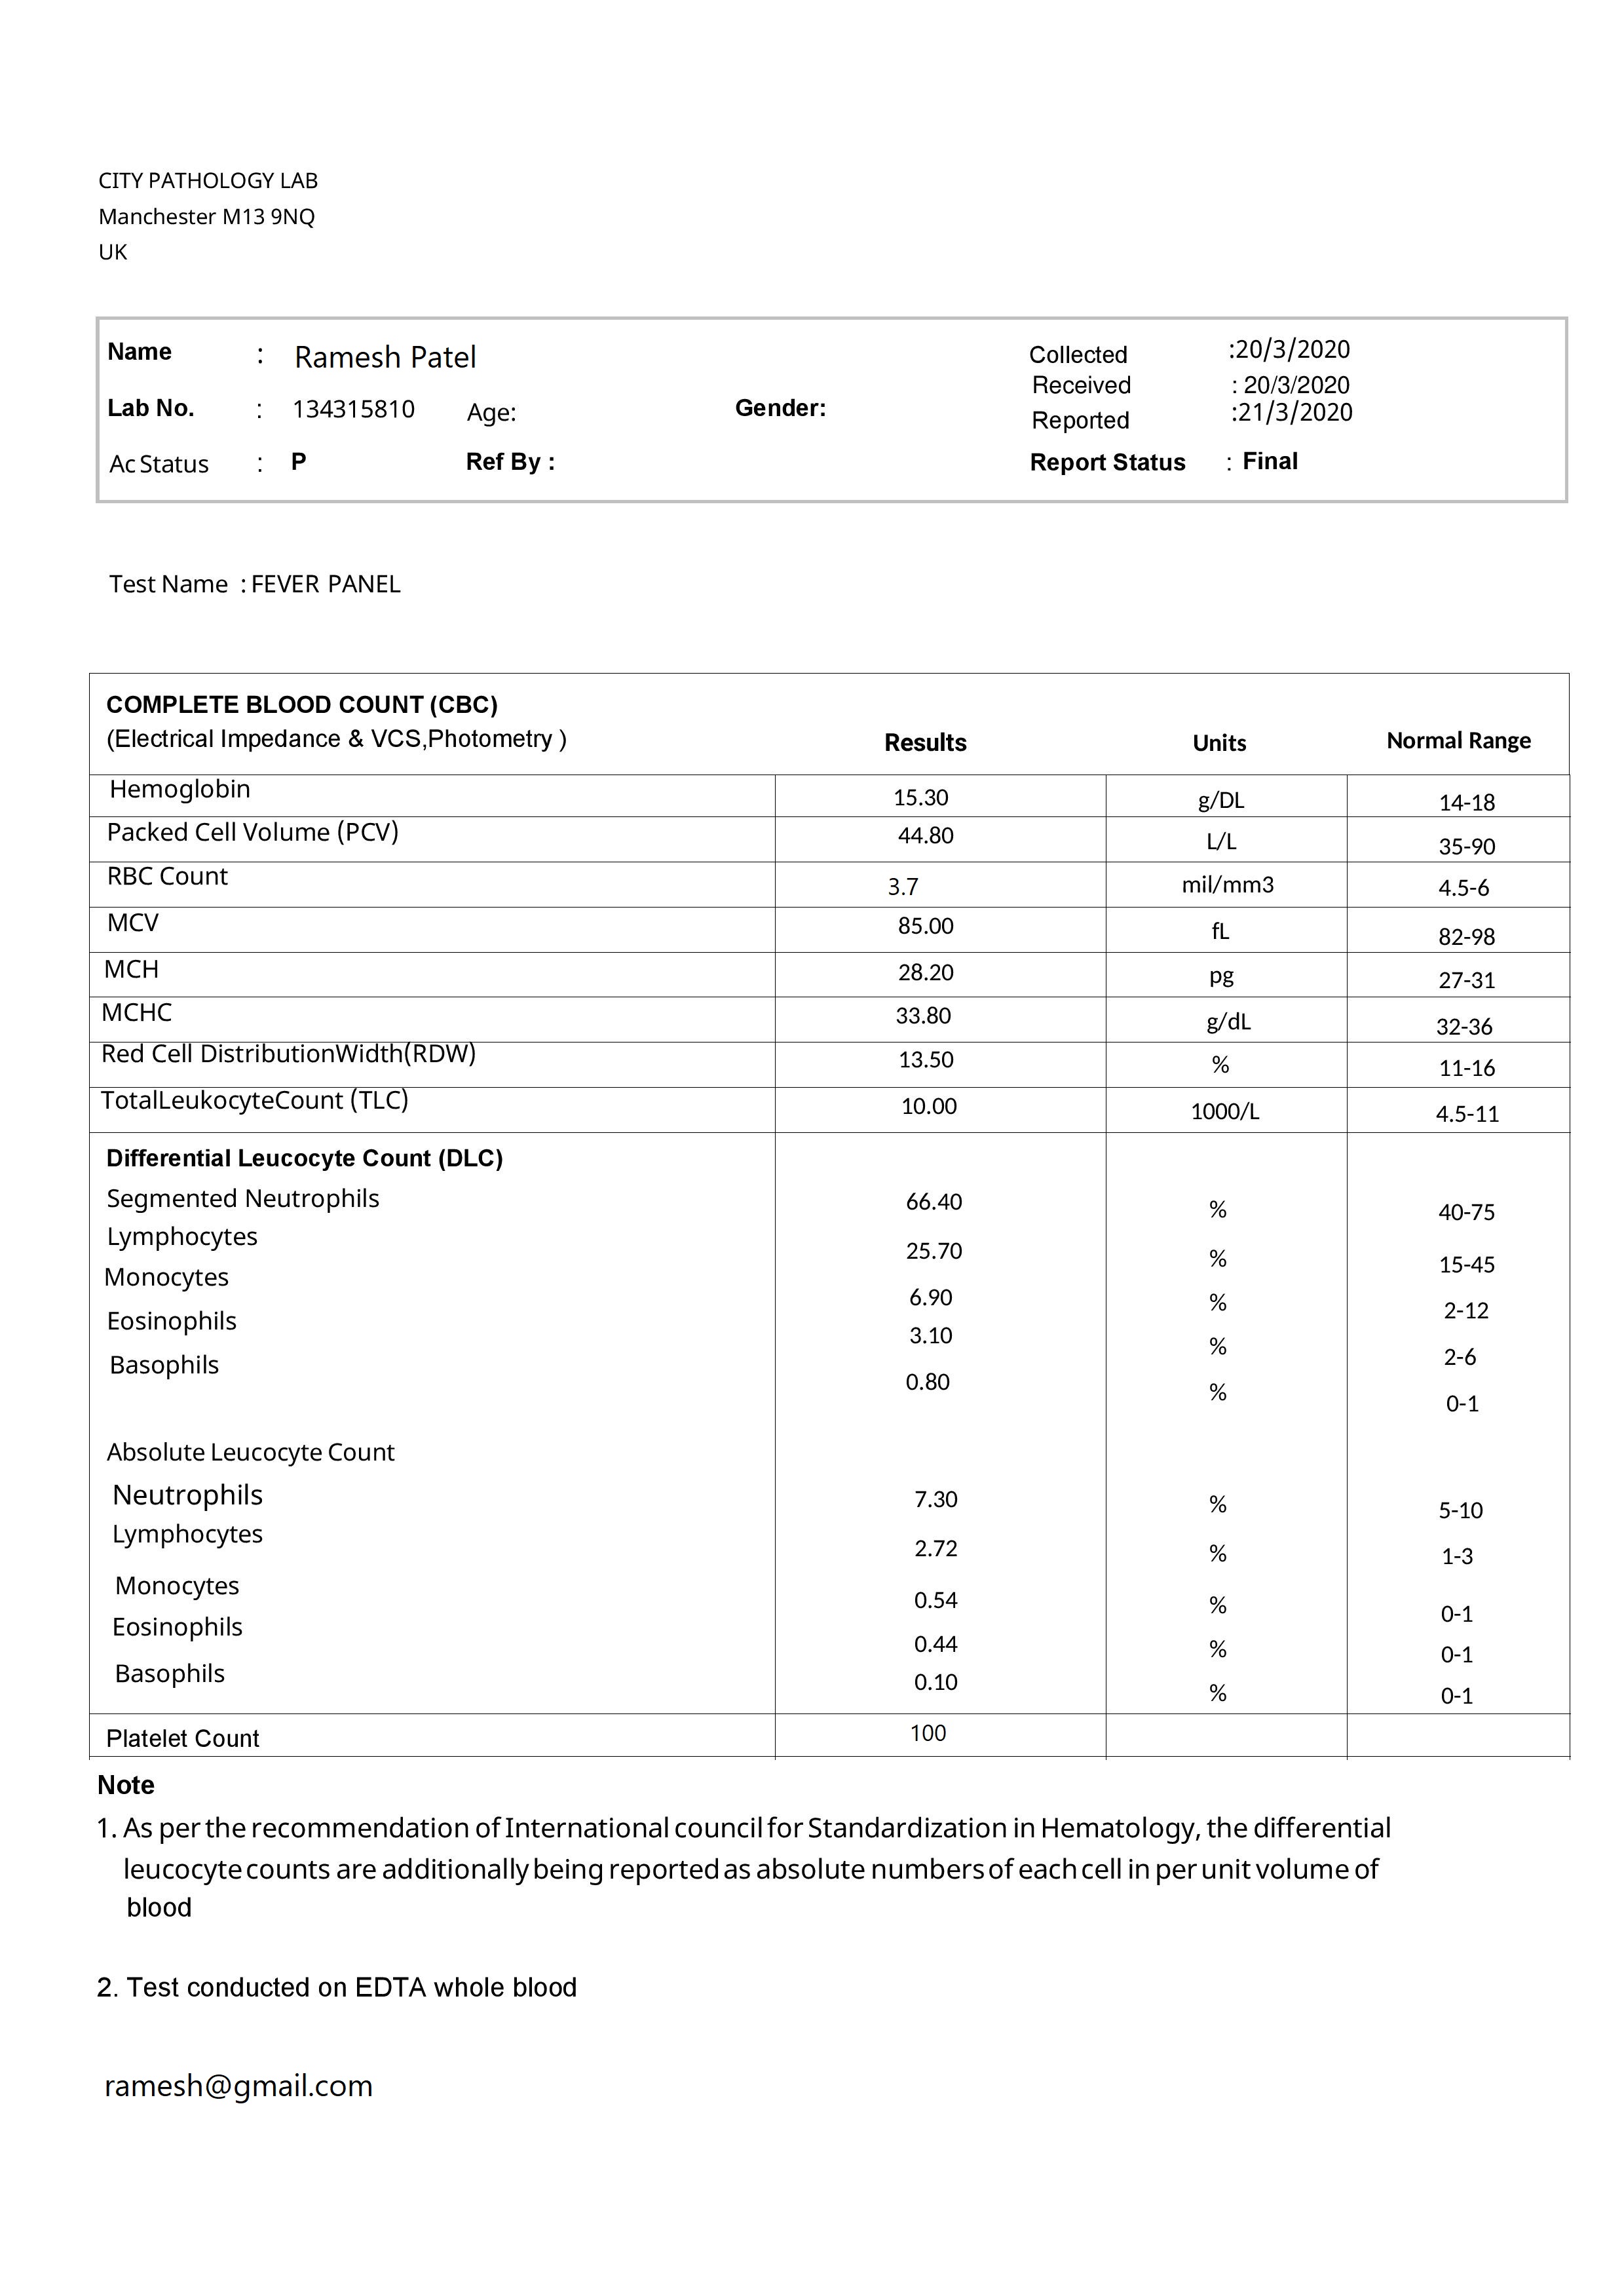 CITY PATHOLOGY LAB
Manchester M13 9NQ
UK
Name : Ramesh Patel Collected :20/3/2020
Received : 20/3/2020
Lab No. : 134315810 Age: Gender: Reported :21/3/2020
Ac Status : P Ref By : Report Status : Final
Test Name : FEVER PANEL
COMPLETE BLOOD COUNT (CBC)
(Electrical Impedance & VCS,Photometry ) Results Units Normal Range
Hemoglobin 15.30 g/DL 14-18
Packed Cell Volume (PCV) 44.80 L/L 35-90
RBC Count 3.7 mil/mm3 4.5-6
MCV 85.00 fL 82-98
MCH 28.20 pg 27-31
MCHC 33.80 g/dL 32-36
Red Cell DistributionWidth(RDW) 13.50 % 11-16
TotalLeukocyteCount (TLC) 10.00 1000/L 4.5-11
Differential Leucocyte Count (DLC)
Segmented Neutrophils 66.40 % 40-75
Lymphocytes 25.70 % 15-45
Monocytes 6.90 % 2-12
Eosinophils 3.10 % 2-6
Basophils 0.80 % 0-1
Absolute Leucocyte Count
Neutrophils 7.30 % 5-10
Lymphocytes 2.72 % 1-3
Monocytes 0.54 % 0-1
Eosinophils 0.44 % 0-1
Basophils 0.10 % 0-1
Platelet Count 100
Note
1. As per the recommendation of International council for Standardization in Hematology, the differential
leucocyte counts are additionally being reported as absolute numbers of each cell in per unit volume of
blood
2. Test conducted on EDTA whole blood
ramesh@gmail.com